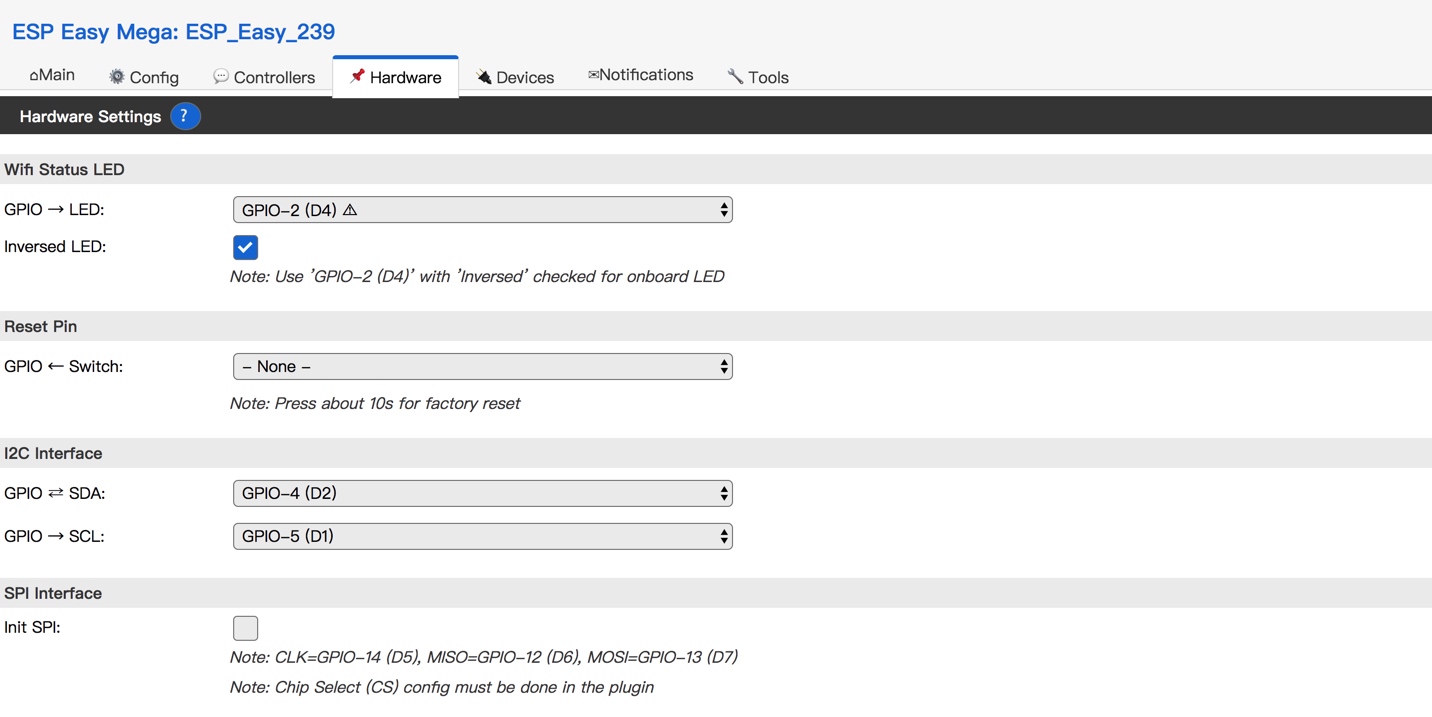 ESP Easy Mega: ESP_Easy_239
⌂Main Config Controllers Hardware Devices ✉Notifications Tools
Hardware Settings ?
Wifi Status LED
GPIO → LED: GPIO-2 (D4) ⚠
Inversed LED:
Note: Use 'GPIO-2 (D4)' with 'Inversed' checked for onboard LED
Reset Pin
GPIO ← Switch: - None -
Note: Press about 10s for factory reset
I2C Interface
GPIO ⇄ SDA: GPIO-4 (D2)
GPIO → SCL: GPIO-5 (D1)
SPI Interface
Init SPI:
Note: CLK=GPIO-14 (D5), MISO=GPIO-12 (D6), MOSI=GPIO-13 (D7)
Note: Chip Select (CS) config must be done in the plugin